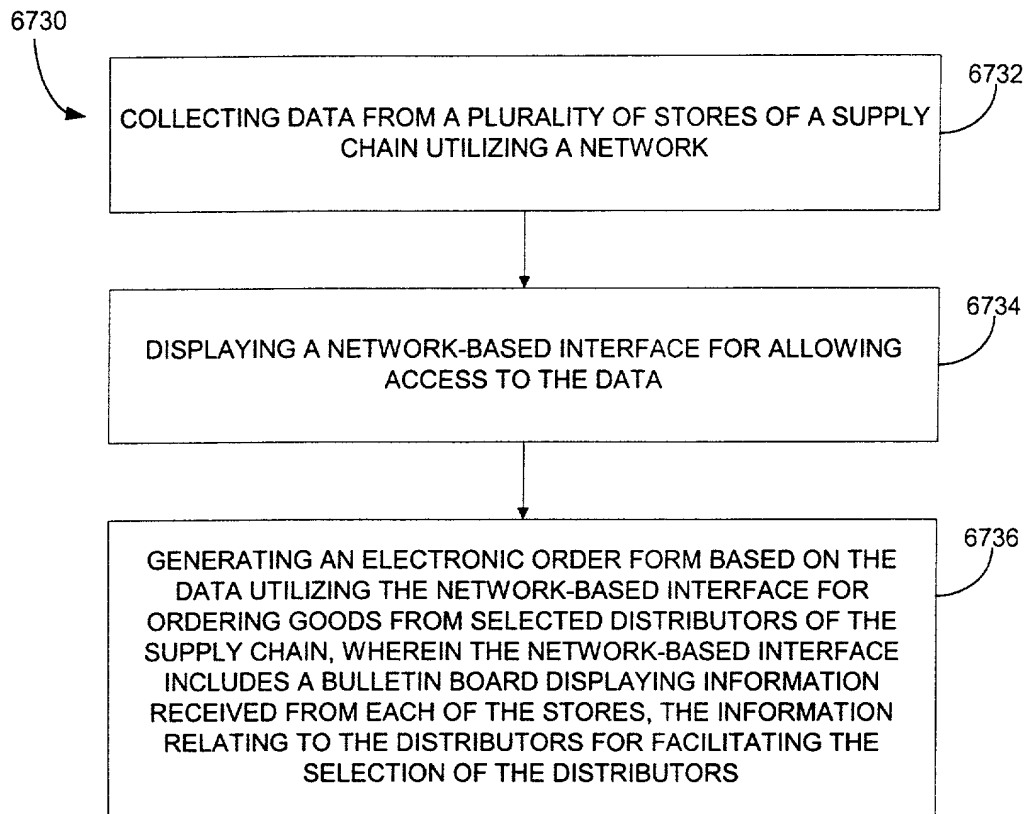 6730
6732
COLLECTING DATA FROM A PLURALITY OF STORES OF A SUPPLY
CHAIN UTILIZING A NETWORK
6734
DISPLAYING A NETWORK-BASED INTERFACE FOR ALLOWING
ACCESS TO THE DATA
6736
GENERATING AN ELECTRONIC ORDER FORM BASED ON THE
DATA UTILIZING THE NETWORK-BASED INTERFACE FOR
ORDERING GOODS FROM SELECTED DISTRIBUTORS OF THE
SUPPLY CHAIN, WHEREIN THE NETWORK-BASED INTERFACE
INCLUDES A BULLETIN BOARD DISPLAYING INFORMATION
RECEIVED FROM EACH OF THE STORES, THE INFORMATION
RELATING TO THE DISTRIBUTORS FOR FACILITATING THE
SELECTION OF THE DISTRIBUTORS